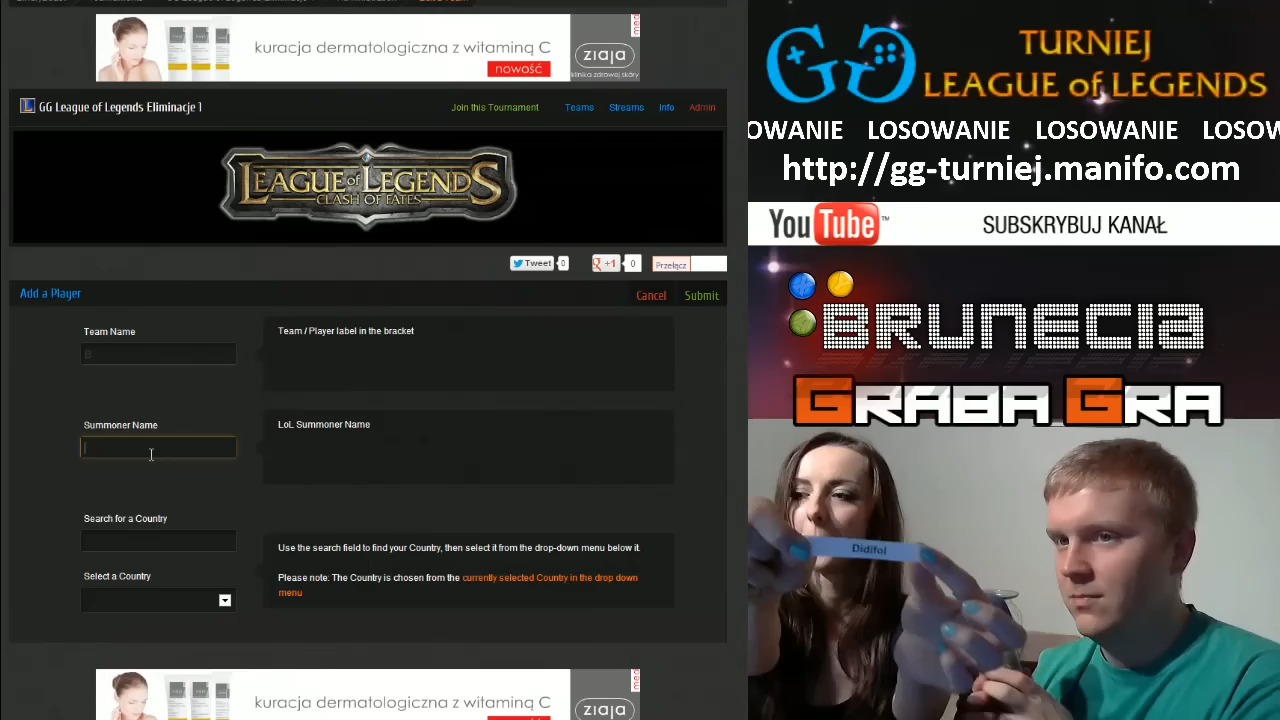 kuracja dermatologiczna z witaminą C
nowość
ziaja
klinika zdrowej skóry
med
GG League of Legends Eliminacje 1
Join this Tournament
Teams
Streams
Info
Admin
LEAGUE of LEGENDS
CLASH OF FATES
Tweet
0
g +1
0
Przełącz
Add a Player
Cancel
Submit
Team Name
Team / Player label in the bracket
B
Summoner Name
LoL Summoner Name
Search for a Country
Use the search field to find your Country, then select it from the drop-down menu below it.
Select a Country
Please note: The Country is chosen from the currently selected Country in the drop down
menu
kuracja dermatologiczna z witaminą C
ziaja
med
GG
TURNIEJ
LEAGUE of LEGENDS
OWANIE LOSOWANIE LOSOWANIE LOSOW
http://gg-turniej.manifo.com
YouTube™
SUBSKRYBUJ KANAŁ
BRUNECIA
GRABA GRA
Didifol